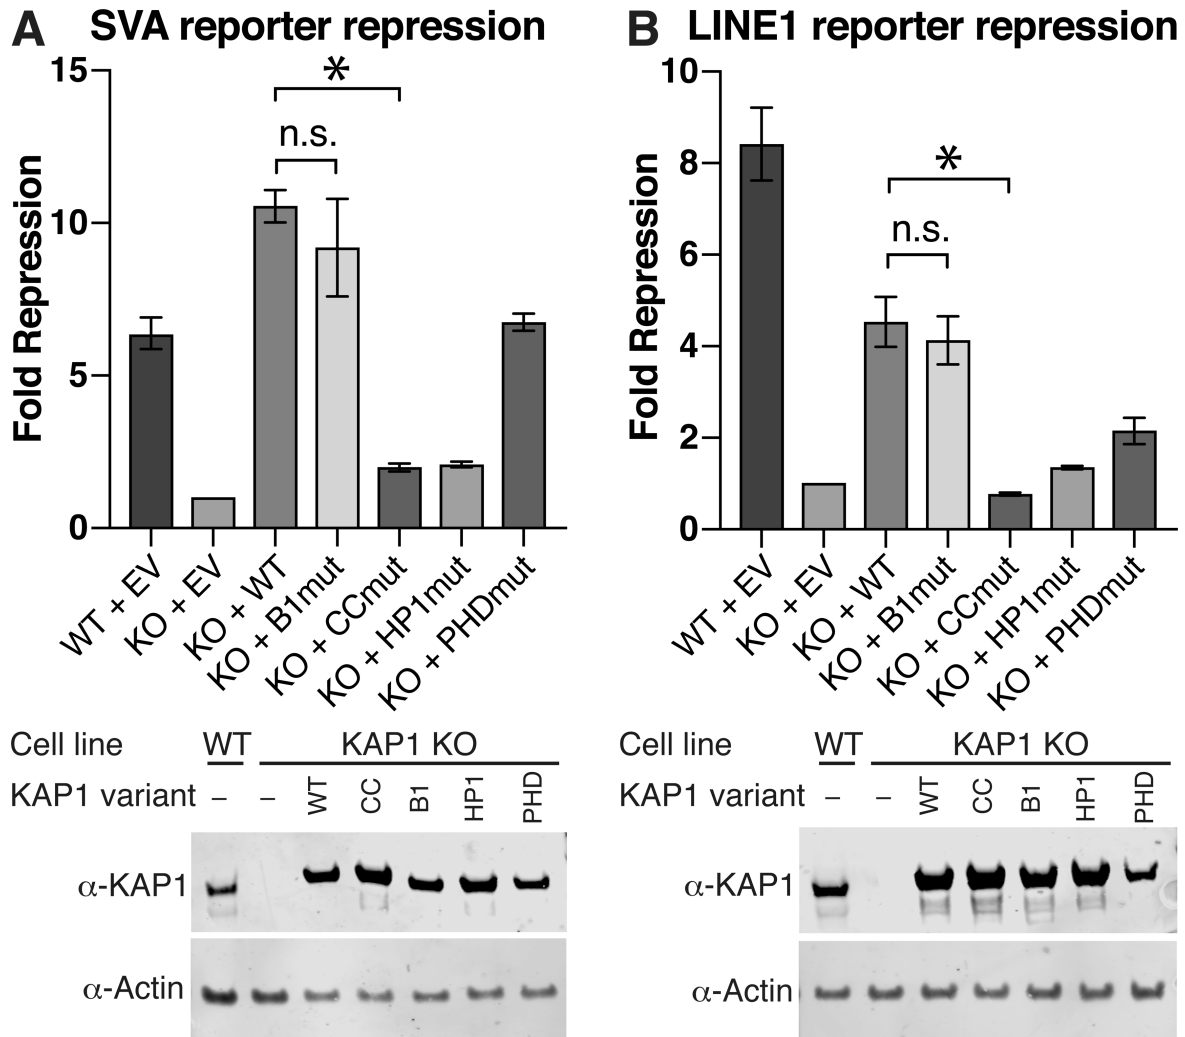 A SVA reporter repression
15
10
5
0
Fold Repression
*
n.s.
WT + EV
KO + EV
KO + WT
KO + B1mut
KO + CCmut
KO + HP1mut
KO + PHDmut
Cell line WT KAP1 KO
KAP1 variant – – WT CC B1 HP1 PHD
α-KAP1
α-Actin
B LINE1 reporter repression
10
8
6
4
2
0
Fold Repression
*
n.s.
WT + EV
KO + EV
KO + WT
KO + B1mut
KO + CCmut
KO + HP1mut
KO + PHDmut
Cell line WT KAP1 KO
KAP1 variant – – WT CC B1 HP1 PHD
α-KAP1
α-Actin